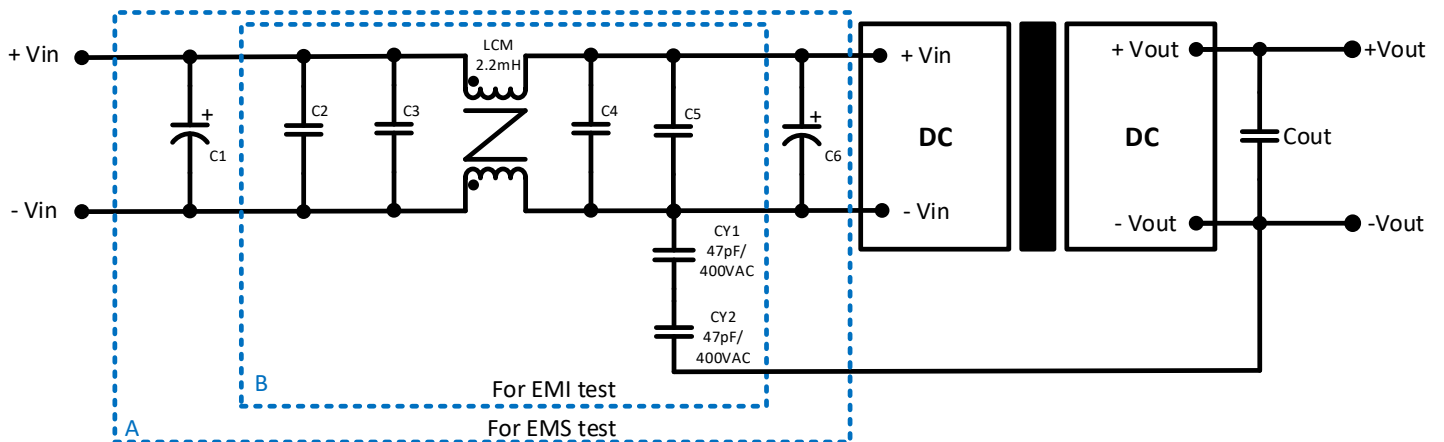 LCM
2.2mH
+ Vin
+ Vin
+ Vout
+Vout
C1
C2
C3
C4
C5
C6
DC
DC
Cout
- Vin
- Vin
- Vout
-Vout
CY1
47pF/
400VAC
CY2
47pF/
400VAC
B
For EMI test
A
For EMS test
+
+